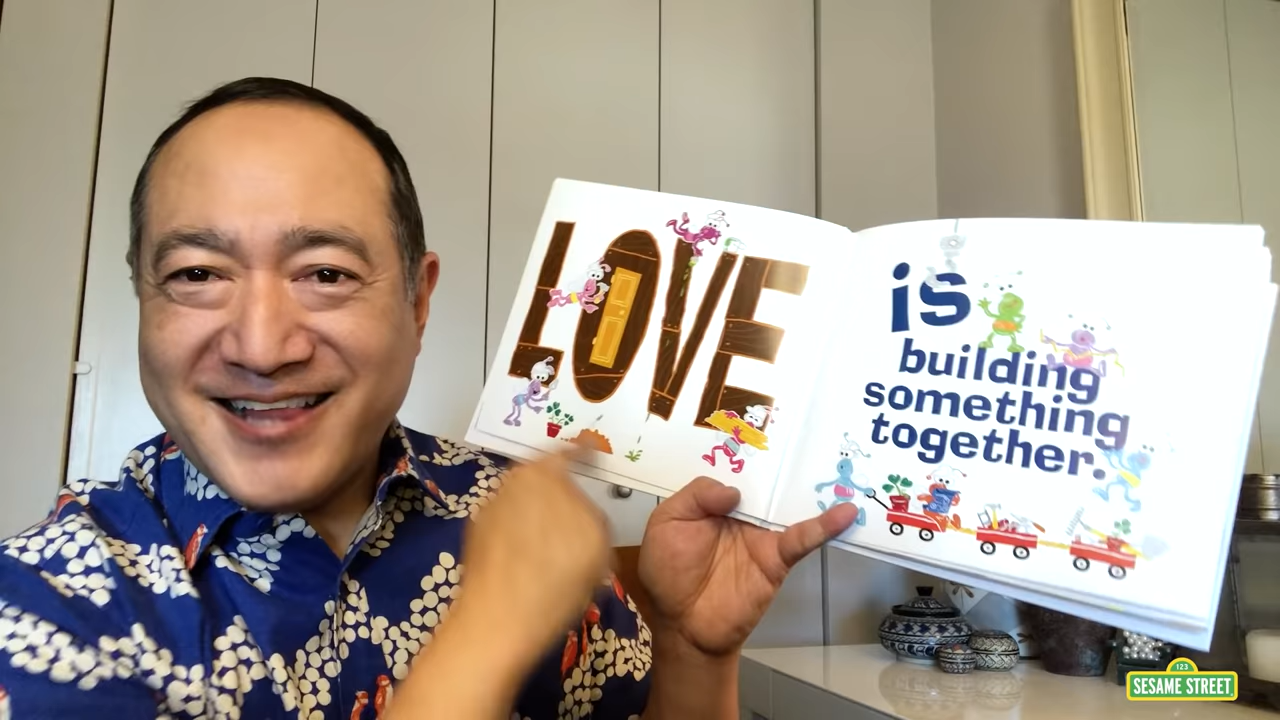 LOVE
is
building
something
together.
123
SESAME STREET